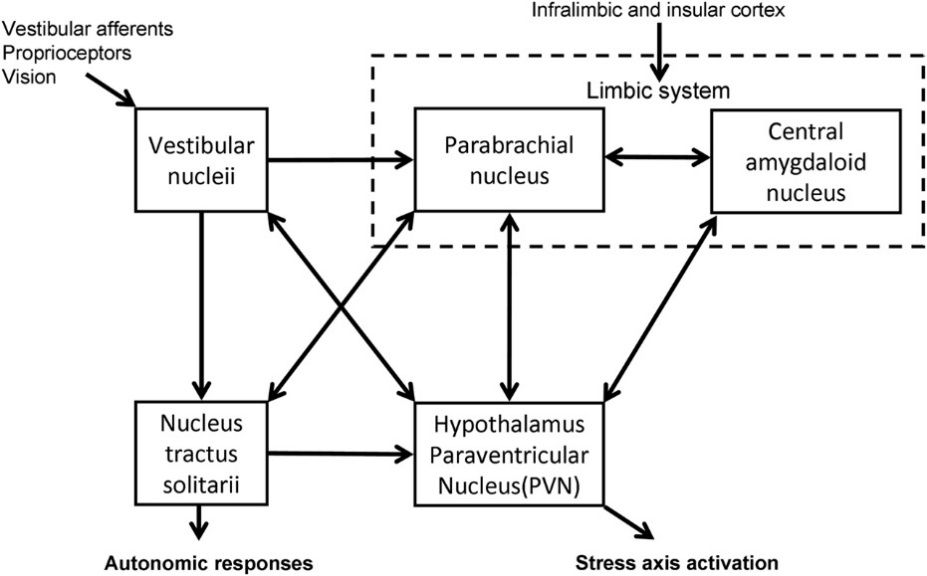 Infralimbic and insular cortex
Vestibular afferents
Proprioceptors
Vision
Limbic system
Vestibular
nucleii
Parabrachial
nucleus
Central
amygdaloid
nucleus
Nucleus
tractus
solitarii
Hypothalamus
Paraventricular
Nucleus(PVN)
Autonomic responses
Stress axis activation